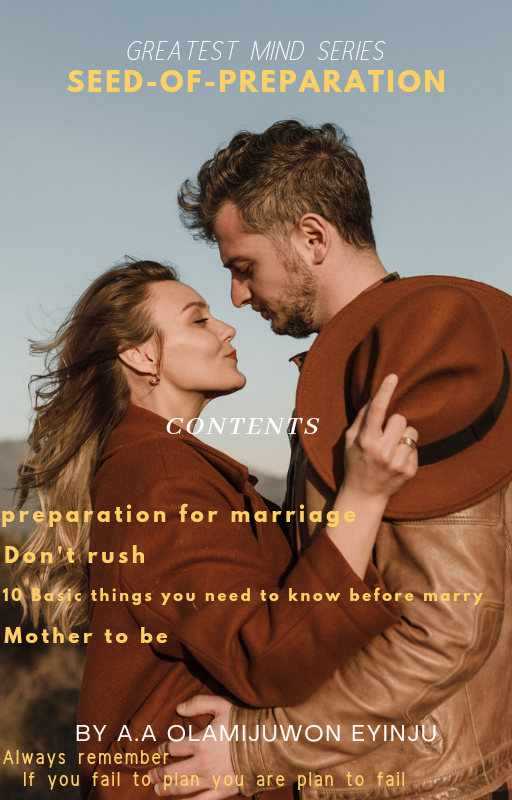 GREATEST MIND SERIES
SEED-OF-PREPARATION
CONTENTS
preparation for marriage
Don't rush
10 Basic things you need to know before marry
Mother to be
BY A.A OLAMIJUWON EYINJU
Always remember
If you fail to plan you are plan to fail